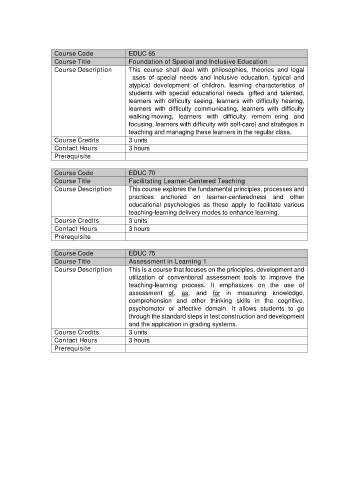 Course Code EDUC 65
Course Title Foundation of Special and Inclusive Education
Course Description This course shall deal with philosophies, theories and legal
ases of special needs and inclusive education, typical and
atypical development of children, learning characteristics of
students with special educational needs gifted and talented,
learners with difficulty seeing, learners with difficulty hearing,
learners with difficulty communicating, learners with difficulty
walking/moving, learners with difficulty remem ering and
focusing, learners with difficulty with self-care) and strategies in
teaching and managing these learners in the regular class.
Course Credits 3 units
Contact Hours 3 hours
Prerequisite
Course Code EDUC 70
Course Title Facilitating Learner-Centered Teaching
Course Description This course explores the fundamental principles, processes and
practices anchored on learner-centeredness and other
educational psychologies as these apply to facilitate various
teaching-learning delivery modes to enhance learning.
Course Credits 3 units
Contact Hours 3 hours
Prerequisite
Course Code EDUC 75
Course Title Assessment in Learning 1
Course Description This is a course that focuses on the principles, development and
utilization of conventional assessment tools to improve the
teaching-learning process. It emphasizes on the use of
assessment of, as, and for in measuring knowledge,
comprehension and other thinking skills in the cognitive,
psychomotor or affective domain. It allows students to go
through the standard steps in test construction and development
and the application in grading systems.
Course Credits 3 units
Contact Hours 3 hours
Prerequisite